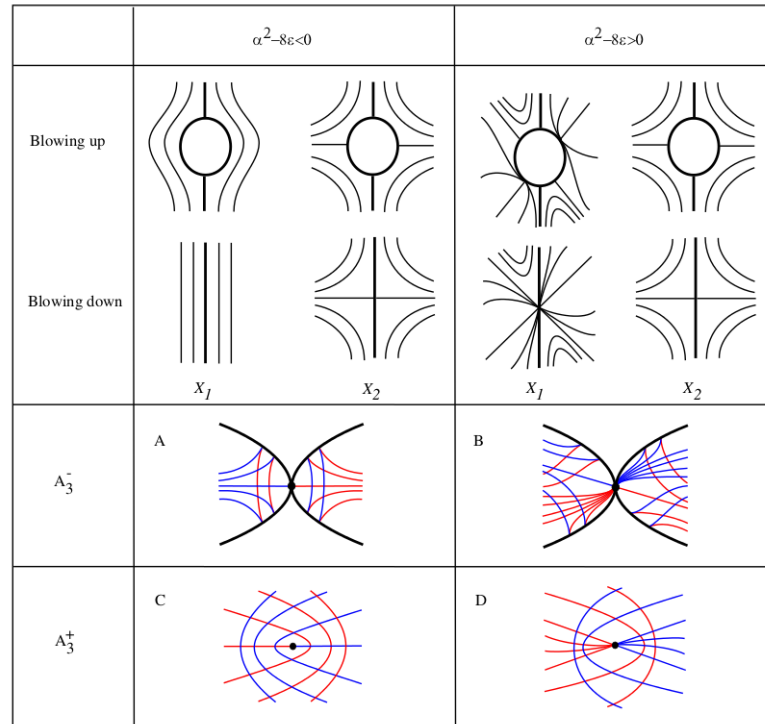 α²–8ε<0
α²–8ε>0
Blowing up
Blowing down
X₁
X₂
X₁
X₂
A₃⁻
A
B
A₃⁺
C
D